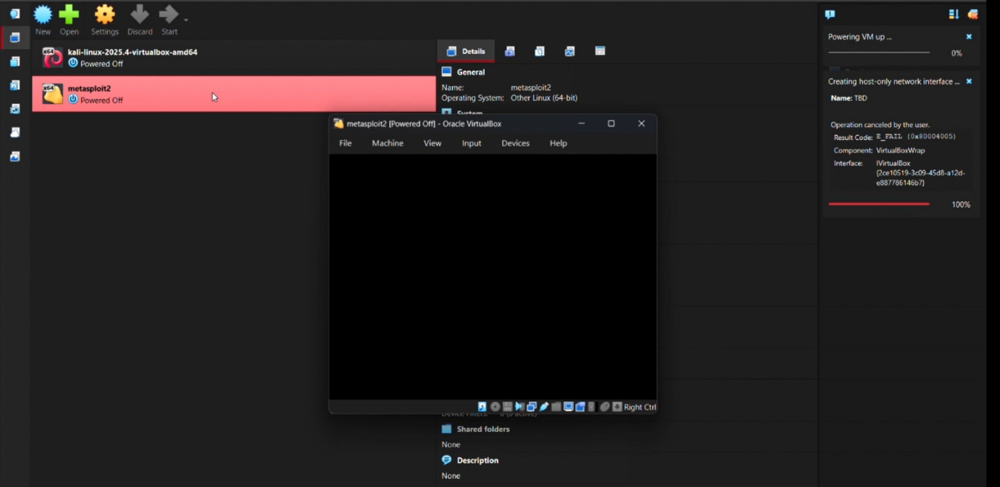 New Open Settings Discard Start
x64
kali-linux-2025.4-virtualbox-amd64
Powered Off
x64
metasploit2
Powered Off
Details
General
Name: metasploit2
Operating System: Other Linux (64-bit)
System
metasploit2 [Powered Off] - Oracle VirtualBox
File Machine View Input Devices Help
Right Ctrl
Device Filters: 0 (0 active)
Shared folders
None
Description
None
Powering VM up ...
0%
Creating host-only network interface ...
Name: TBD
Operation canceled by the user.
Result Code: E_FAIL (0x80004005)
Component: VirtualBoxWrap
Interface: IVirtualBox
{2ce10519-3c09-45d8-a12d-
e887786146b7}
100%